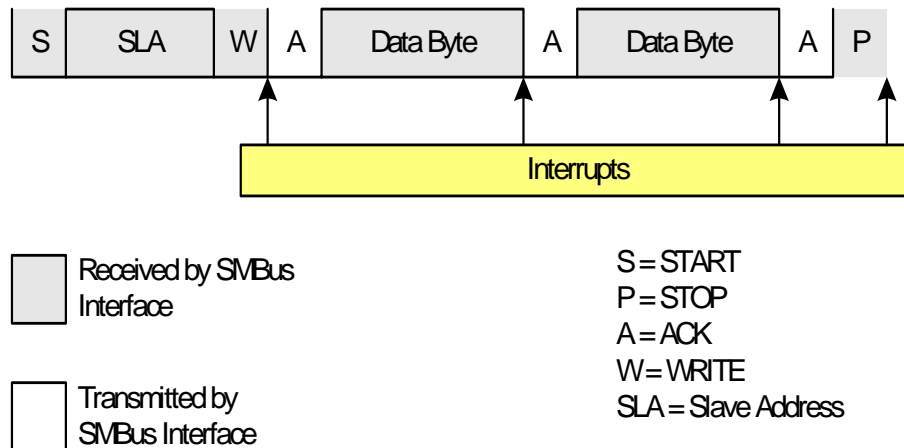 S SLA W A Data Byte A Data Byte A P
Interrupts
Received by SMBus
Interface
Transmitted by
SMBus Interface
S = START
P = STOP
A = ACK
W = WRITE
SLA = Slave Address